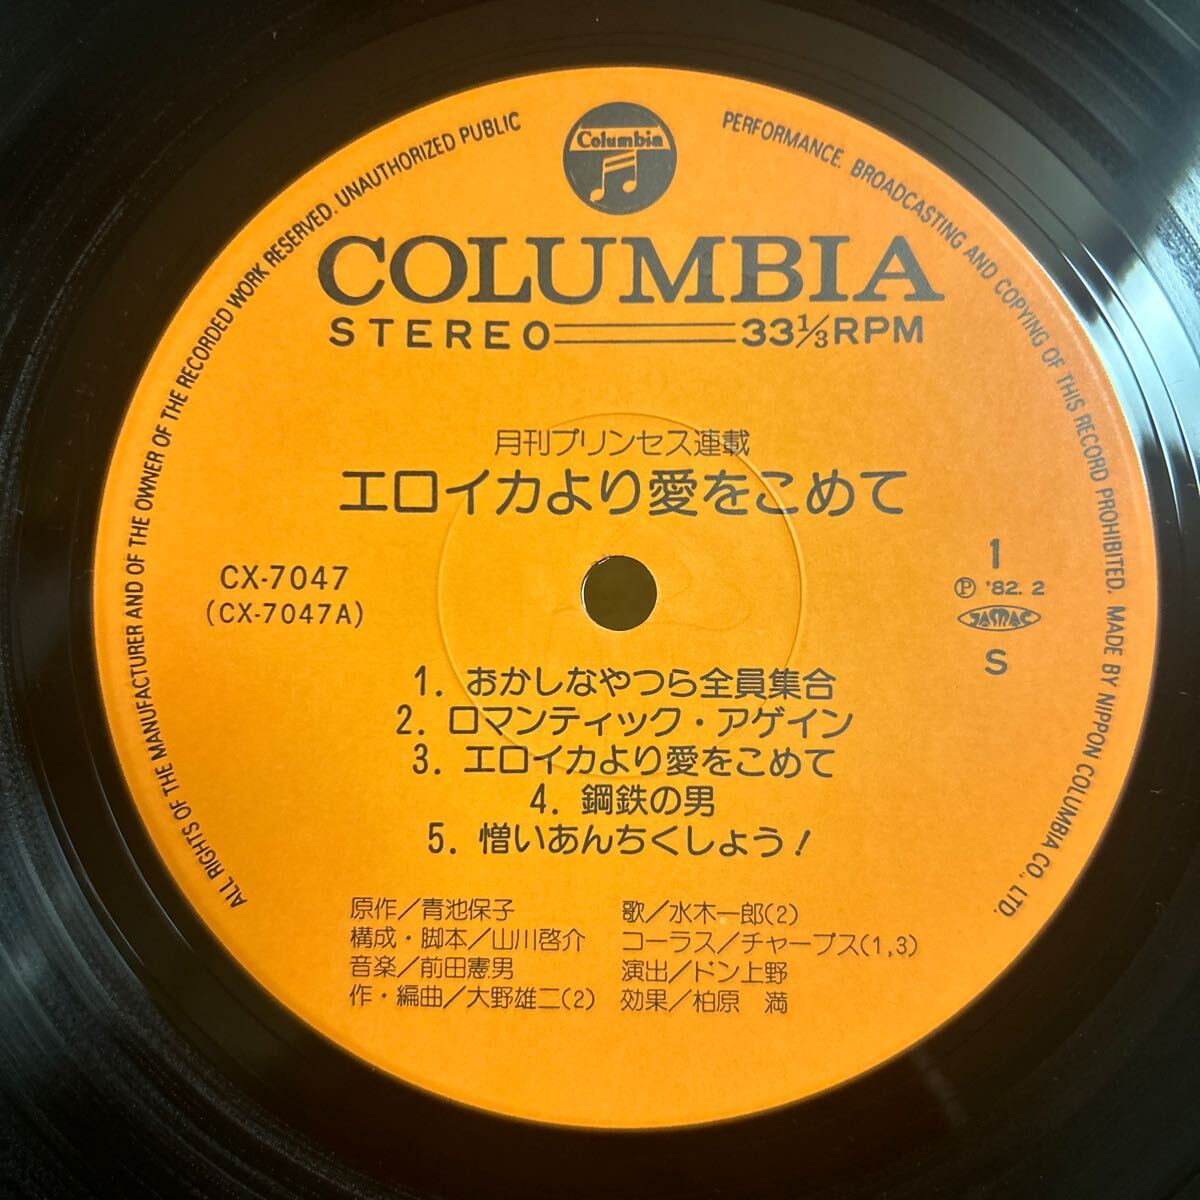 Columbia
COLUMBIA
STEREO 33 1/3 RPM
月刊プリンセス連載
エロイカより愛をこめて
CX-7047
(CX-7047A)
1
Ⓟ '82. 2
JASRAC
S
1. おかしなやつら全員集合
2. ロマンティック・アゲイン
3. エロイカより愛をこめて
4. 鋼鉄の男
5. 憎いあんちくしょう!
原作/青池保子
構成・脚本/山川啓介
音楽/前田憲男
作・編曲/大野雄二(2)
歌/水木一郎(2)
コーラス/チャープス(1,3)
演出/ドン上野
効果/柏原 満
ALL RIGHTS OF THE MANUFACTURER AND OF THE OWNER OF THE RECORDED WORK RESERVED. UNAUTHORIZED PUBLIC PERFORMANCE. BROADCASTING AND COPYING OF THIS RECORD PROHIBITED. MADE BY NIPPON COLUMBIA CO., LTD.